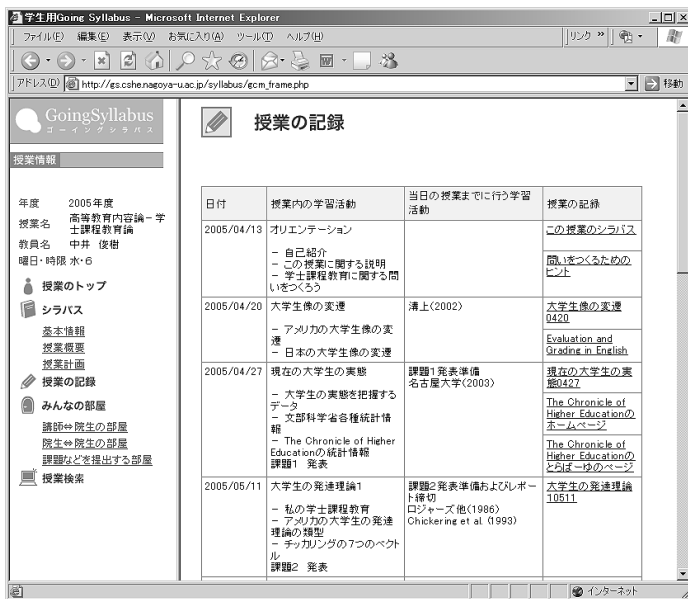 学生用Going Syllabus - Microsoft Internet Explorer
ファイル(F) 編集(E) 表示(V) お気に入り(A) ツール(T) ヘルプ(H)
リンク »
アドレス(D) http://gs.cshe.nagoya-u.ac.jp/syllabus/gcm_frame.php
移動
GoingSyllabus
ゴーイングシラバス
授業情報
年度 2005年度
授業名 高等教育内容論-学
士課程教育論
教員名 中井 俊樹
曜日・時限 水・6
授業のトップ
シラバス
基本情報
授業概要
授業計画
授業の記録
みんなの部屋
講師⇔院生の部屋
院生⇔院生の部屋
課題などを提出する部屋
授業検索
授業の記録
日付
授業内の学習活動
当日の授業までに行う学習
活動
授業の記録
2005/04/13
オリエンテーション
- 自己紹介
- この授業に関する説明
- 学士課程教育に関する問
いをつくろう
この授業のシラバス
問いをつくるための
ヒント
2005/04/20
大学生像の変遷
- アメリカの大学生像の変
遷
- 日本の大学生像の変遷
溝上(2002)
大学生像の変遷
0420
Evaluation and
Grading in English
2005/04/27
現在の大学生の実態
- 大学生の実態を把握する
データ
- 文部科学省各種統計情
報
- The Chronicle of Higher
Educationの統計情報
課題1 発表
課題1発表準備
名古屋大学(2003)
現在の大学生の実
態0427
The Chronicle of
Higher Educationの
ホームページ
The Chronicle of
Higher Educationの
とらばーゆのページ
2005/05/11
大学生の発達理論1
- 私の学士課程教育
- アメリカの大学生の発達
理論の類型
- チッカリングの7つのベクト
ル
課題2 発表
課題2発表準備およびレポー
ト締切
ロジャーズ他(1986)
Chickering et al. (1993)
大学生の発達理論
10511
インターネット